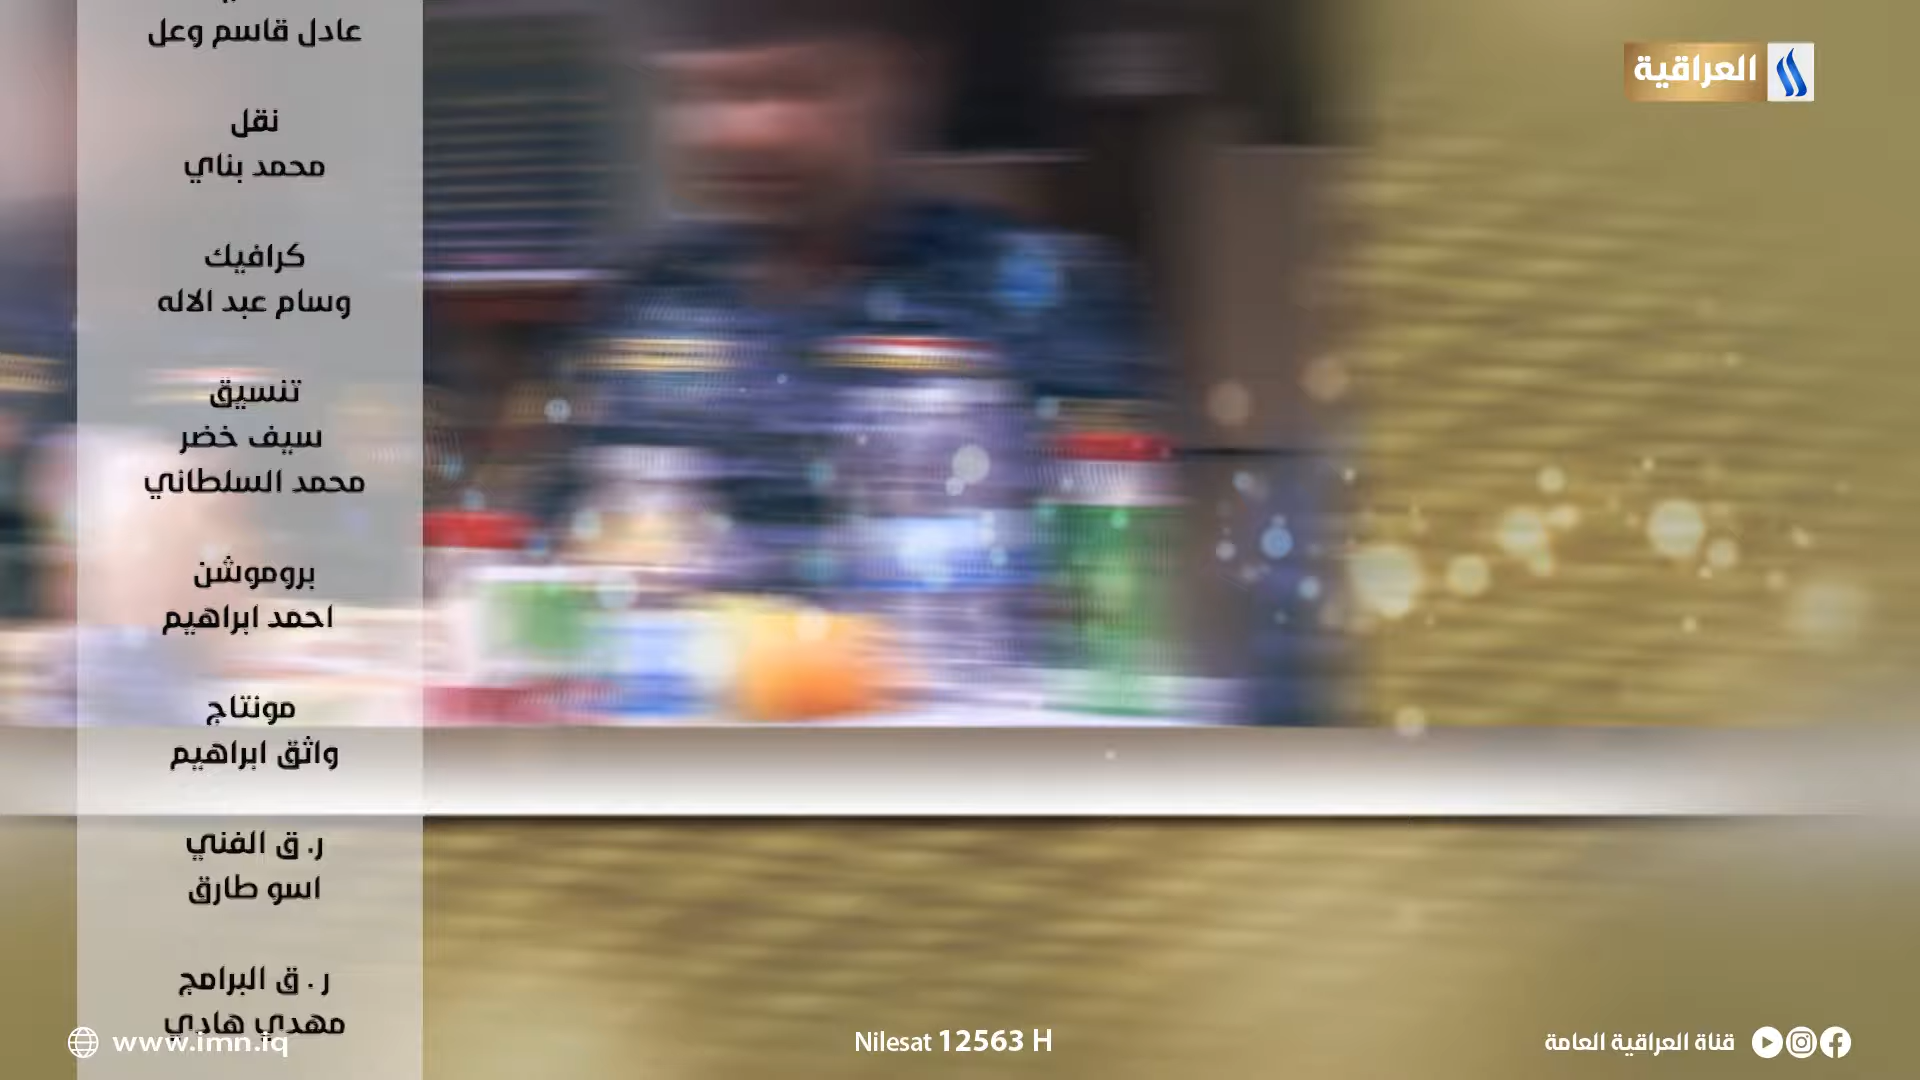 عادل قاسم وعل
نقل
محمد بناي
كرافيك
وسام عبد الاله
تنسيق
سيف خضر
محمد السلطاني
بروموشن
احمد ابراهيم
مونتاج
واثق ابراهيم
ر. ق الفني
اسو طارق
ر . ق البرامج
مهدي هادي
العراقية
www.imn.iq
Nilesat 12563 H
قناة العراقية العامة